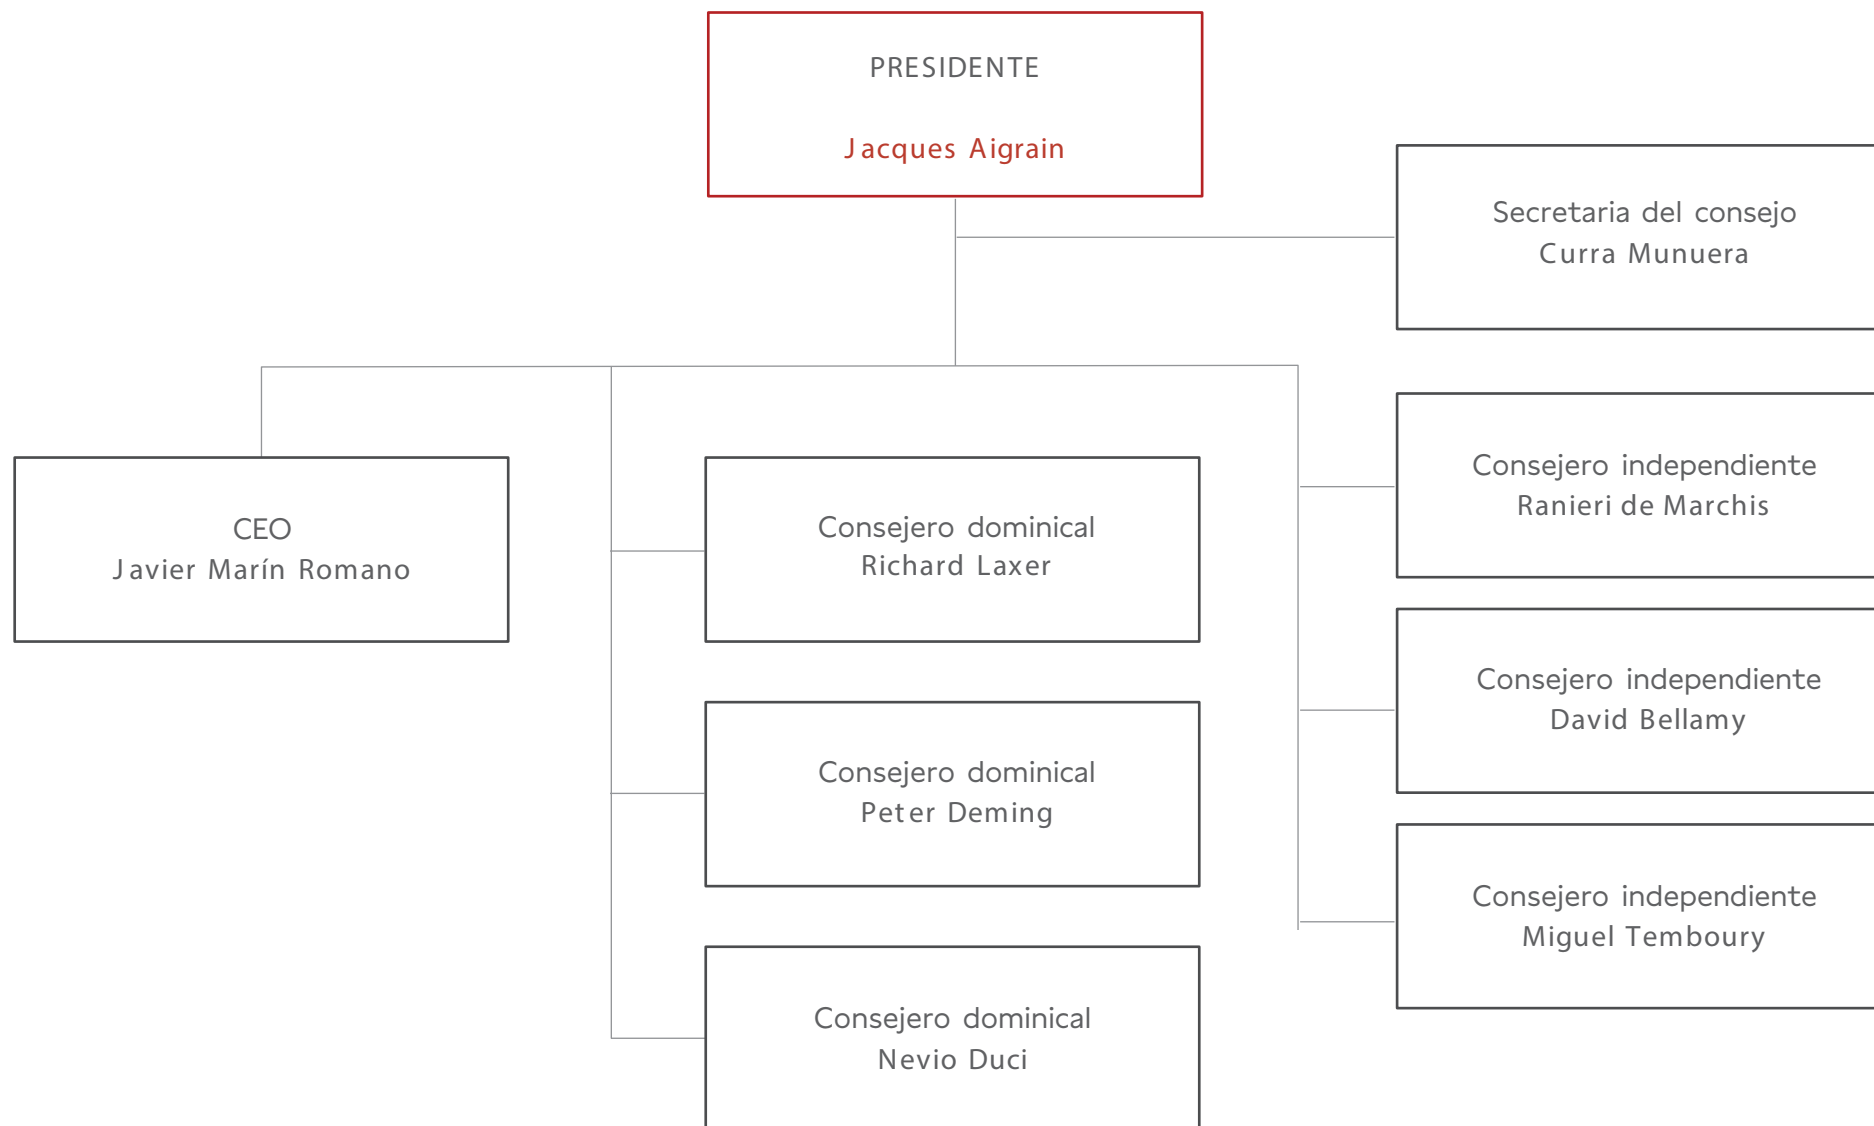 PRESIDENTE
Jacques Aigrain
Secretaria del consejo
Curra Munuera
CEO
Javier Marín Romano
Consejero dominical
Richard Laxer
Consejero dominical
Peter Deming
Consejero dominical
Nevio Duci
Consejero independiente
Ranieri de Marchis
Consejero independiente
David Bellamy
Consejero independiente
Miguel Temboury